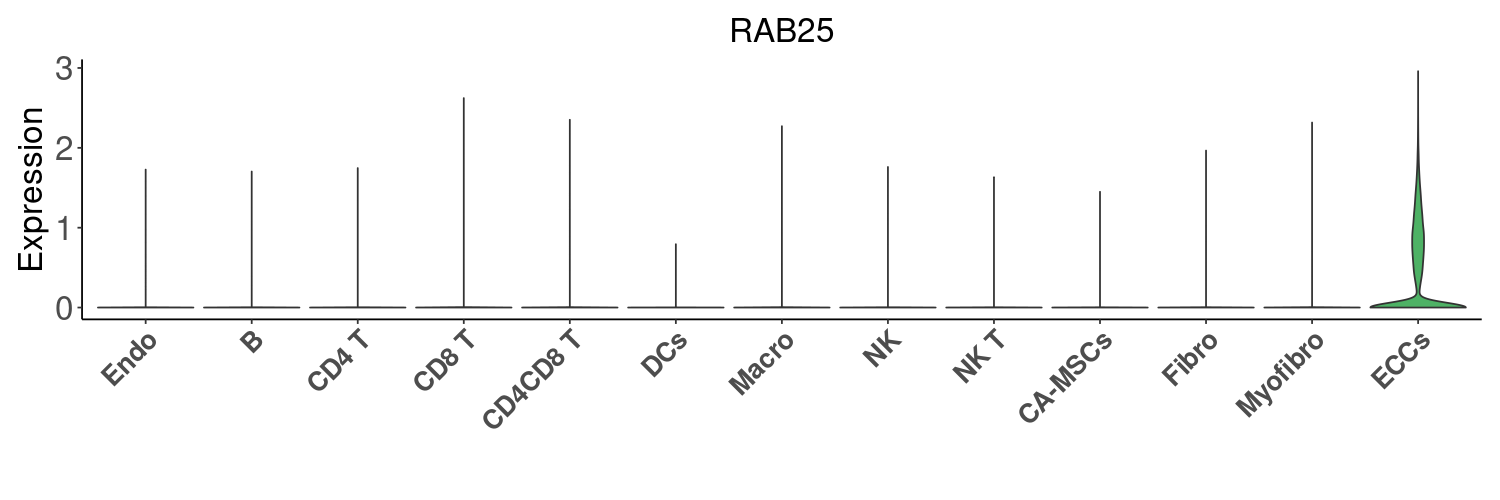 RAB25
Expression
3
2
1
0
Endo
B
CD4 T
CD8 T
CD4CD8 T
DCs
Macro
NK
NK T
CA-MSCs
Fibro
Myofibro
ECCs